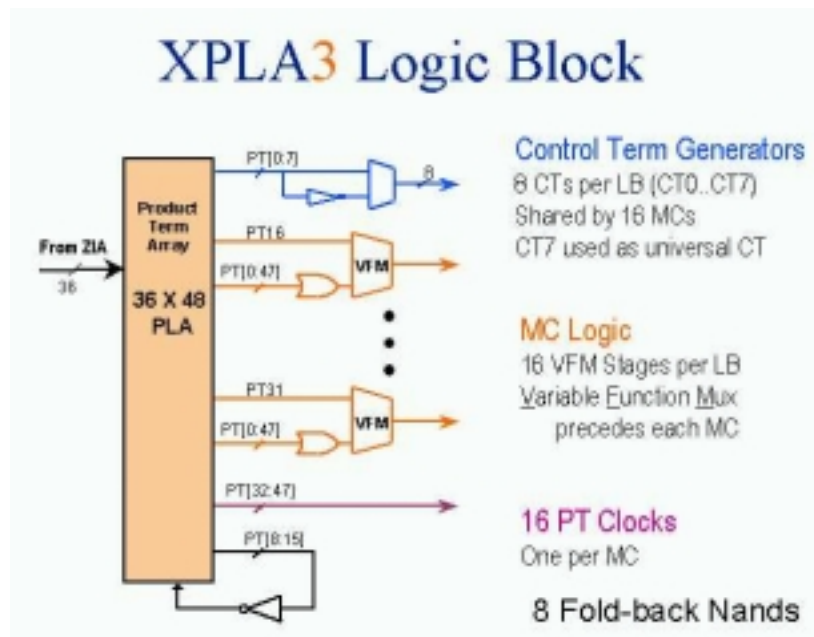 XPLA3 Logic Block
PT[0:7]
8
Control Term Generators
8 CTs per LB (CT0..CT7)
Shared by 16 MCs
CT7 used as universal CT
Product
Term
Array
From ZIA
36
36 X 48
PLA
PT16
VFM
PT[0:47]
MC Logic
16 VFM Stages per LB
Variable Function Mux
precedes each MC
PT31
VFM
PT[0:47]
PT[32:47]
16 PT Clocks
One per MC
PT[8:15]
8 Fold-back Nands